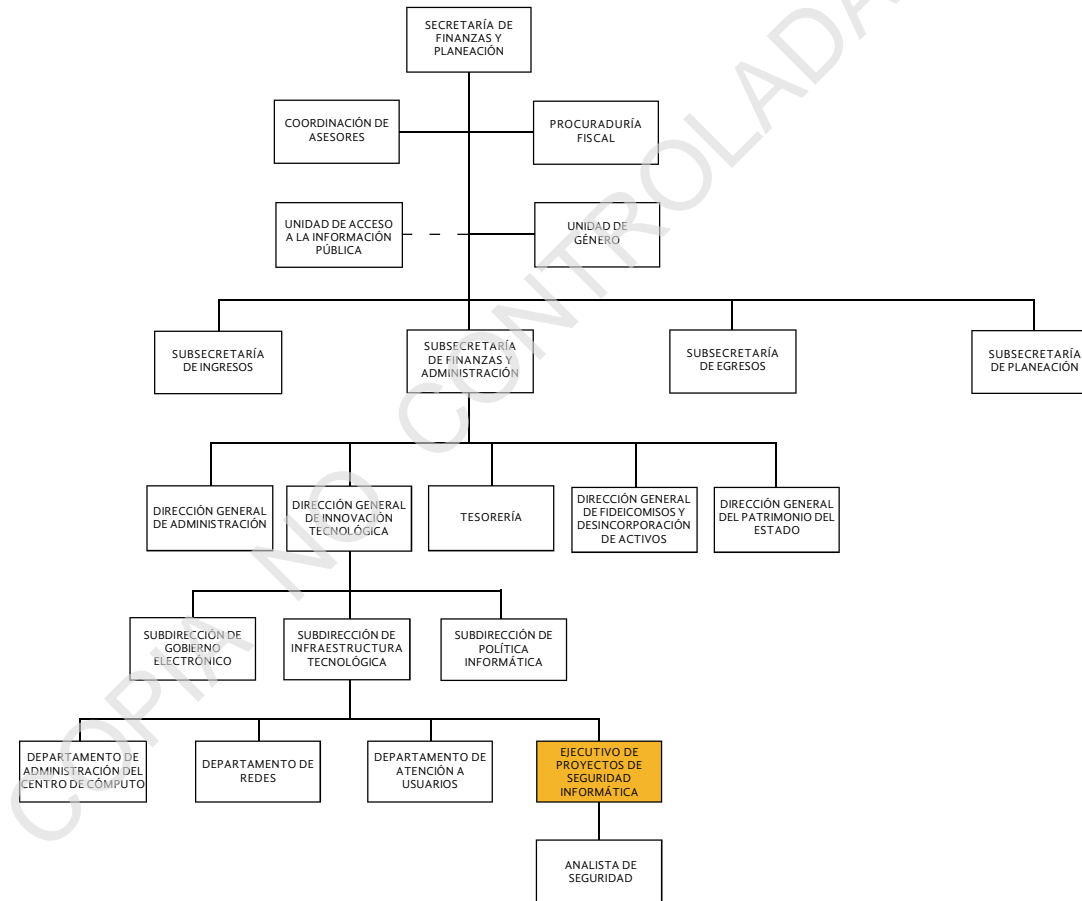 SECRETARÍA DE
FINANZAS Y
PLANEACIÓN
COORDINACIÓN DE
ASESORES
PROCURADURÍA
FISCAL
UNIDAD DE ACCESO
A LA INFORMACIÓN
PÚBLICA
UNIDAD DE
GÉNERO
SUBSECRETARÍA
DE INGRESOS
SUBSECRETARÍA
DE FINANZAS Y
ADMINISTRACIÓN
SUBSECRETARÍA
DE EGRESOS
SUBSECRETARÍA
DE PLANEACIÓN
DIRECCIÓN GENERAL
DE ADMINISTRACIÓN
DIRECCIÓN GENERAL
DE INNOVACIÓN
TECNOLÓGICA
TESORERÍA
DIRECCIÓN GENERAL
DE FIDEICOMISOS Y
DESINCORPORACIÓN
DE ACTIVOS
DIRECCIÓN GENERAL
DEL PATRIMONIO DEL
ESTADO
SUBDIRECCIÓN DE
GOBIERNO
ELECTRÓNICO
SUBDIRECCIÓN DE
INFRAESTRUCTURA
TECNOLÓGICA
SUBDIRECCIÓN DE
POLÍTICA
INFORMÁTICA
DEPARTAMENTO DE
ADMINISTRACIÓN DEL
CENTRO DE CÓMPUTO
DEPARTAMENTO DE
REDES
DEPARTAMENTO DE
ATENCIÓN A
USUARIOS
EJECUTIVO DE
PROYECTOS DE
SEGURIDAD
INFORMÁTICA
ANALISTA DE
SEGURIDAD
COPIA NO CONTROLADA